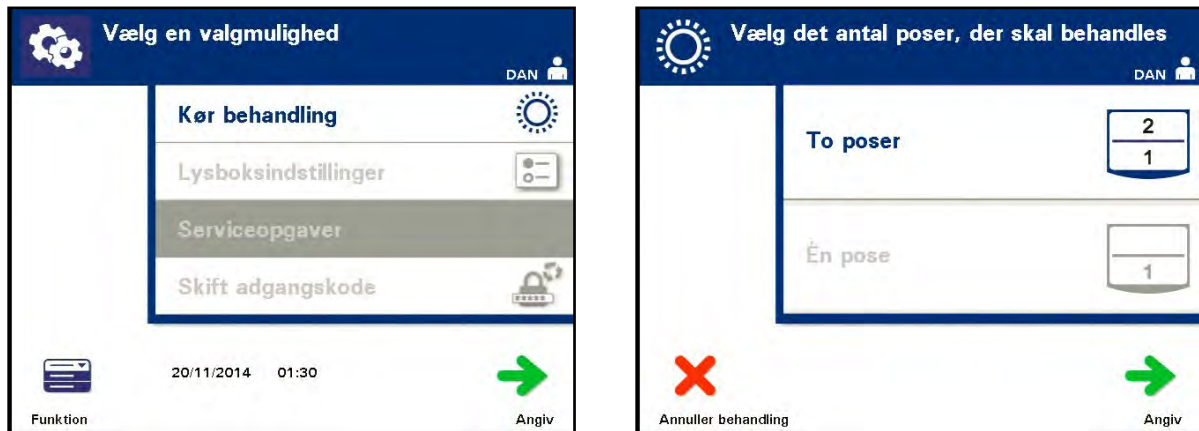 Vælg en valgmulighed
DAN
Kør behandling
Lysboksindstillinger
Serviceopgaver
Skift adgangskode
20/11/2014 01:30
Funktion
Angiv
Vælg det antal poser, der skal behandles
DAN
To poser
2
1
Én pose
1
Annuller behandling
Angiv